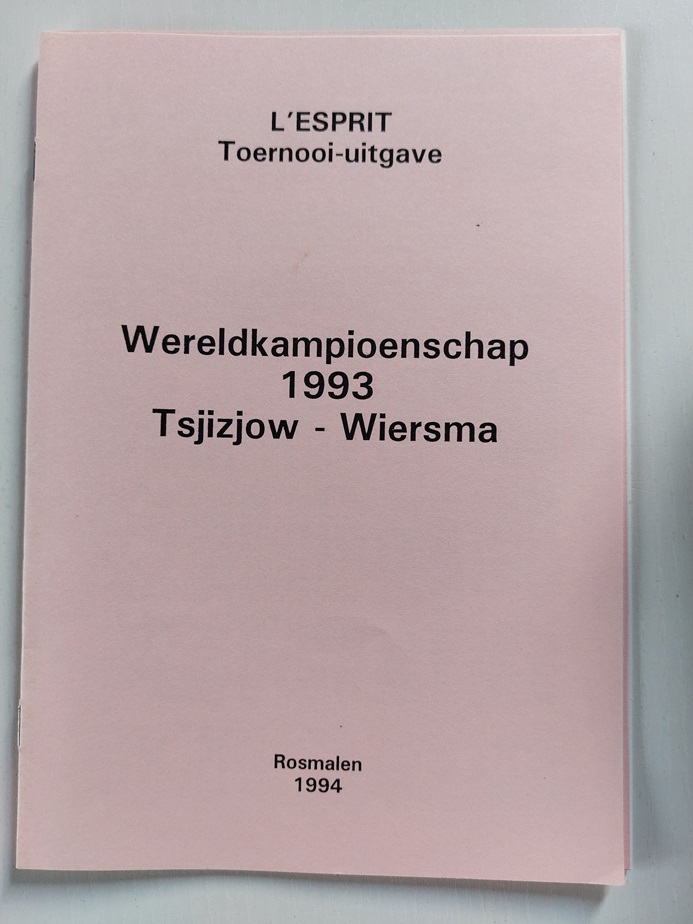 L'ESPRIT
Toernooi-uitgave
Wereldkampioenschap
1993
Tsjizjow - Wiersma
Rosmalen
1994